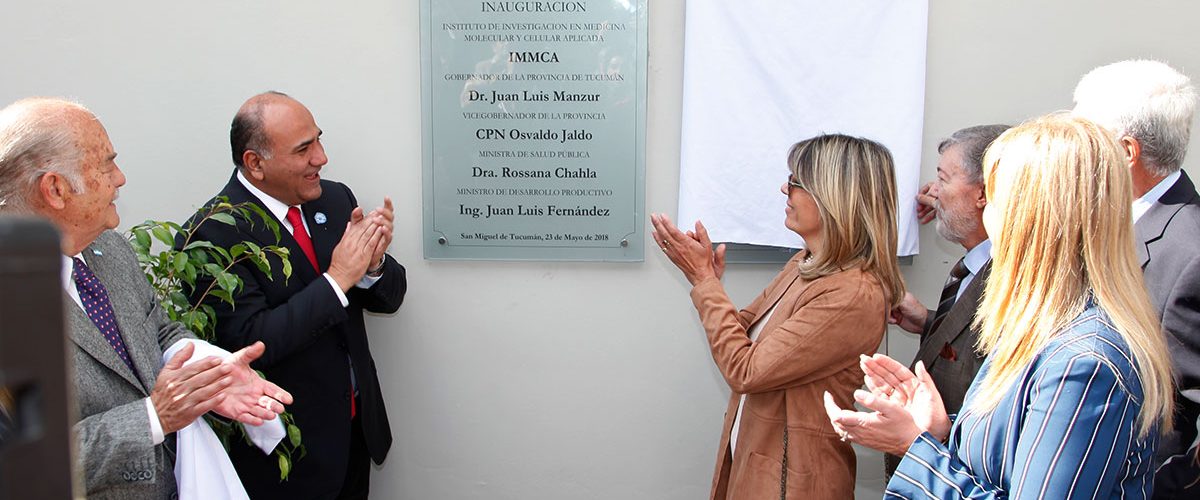 INAUGURACION
INSTITUTO DE INVESTIGACION EN MEDICINA
MOLECULAR Y CELULAR APLICADA
IMMCA
GOBERNADOR DE LA PROVINCIA DE TUCUMÁN
Dr. Juan Luis Manzur
VICEGOBERNADOR DE LA PROVINCIA
CPN Osvaldo Jaldo
MINISTRA DE SALUD PÚBLICA
Dra. Rossana Chahla
MINISTRO DE DESARROLLO PRODUCTIVO
Ing. Juan Luis Fernández
San Miguel de Tucumán, 23 de Mayo de 2018